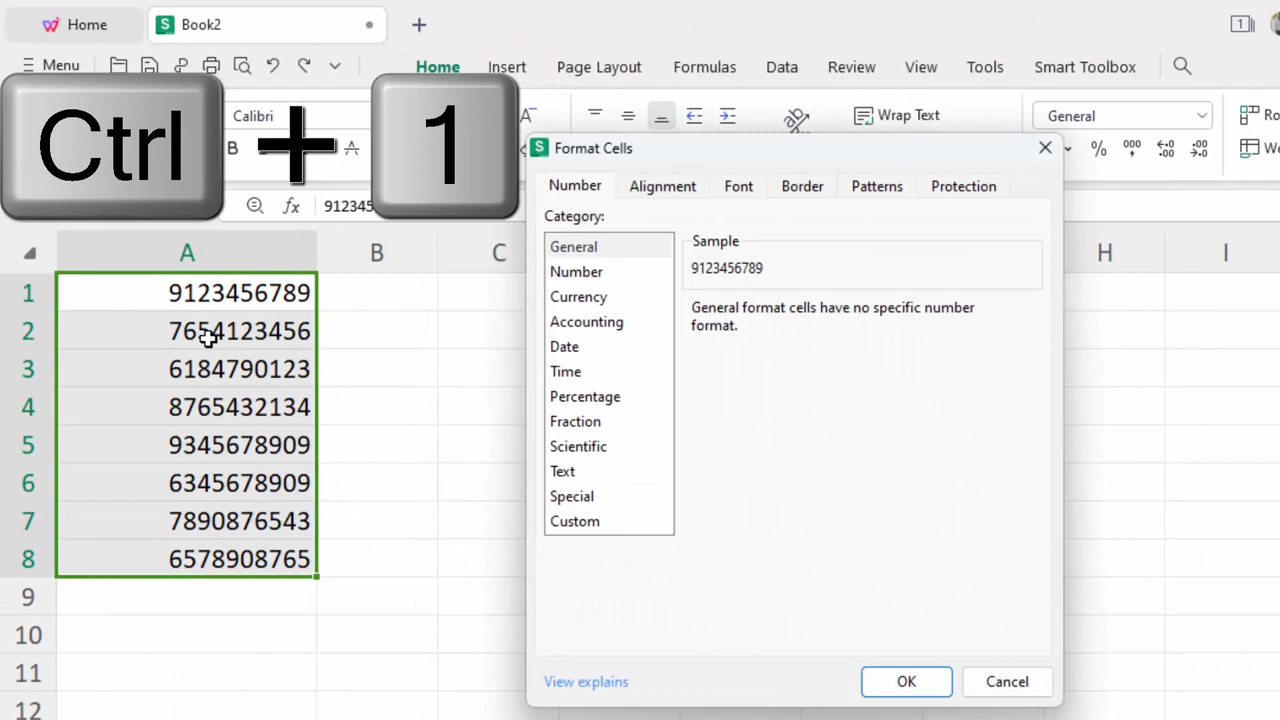 Home
Book2
1
Menu
Home Insert Page Layout Formulas Data Review View Tools Smart Toolbox
Ctrl + 1
Calibri
Wrap Text
General
B
%
fx
Format Cells
Number Alignment Font Border Patterns Protection
Category:
General
Number
Currency
Accounting
Date
Time
Percentage
Fraction
Scientific
Text
Special
Custom
Sample
9123456789
General format cells have no specific number
format.
View explains
OK Cancel
A B C H I
1 9123456789
2 7654123456
3 6184790123
4 8765432134
5 9345678909
6 6345678909
7 7890876543
8 6578908765
9
10
11
12